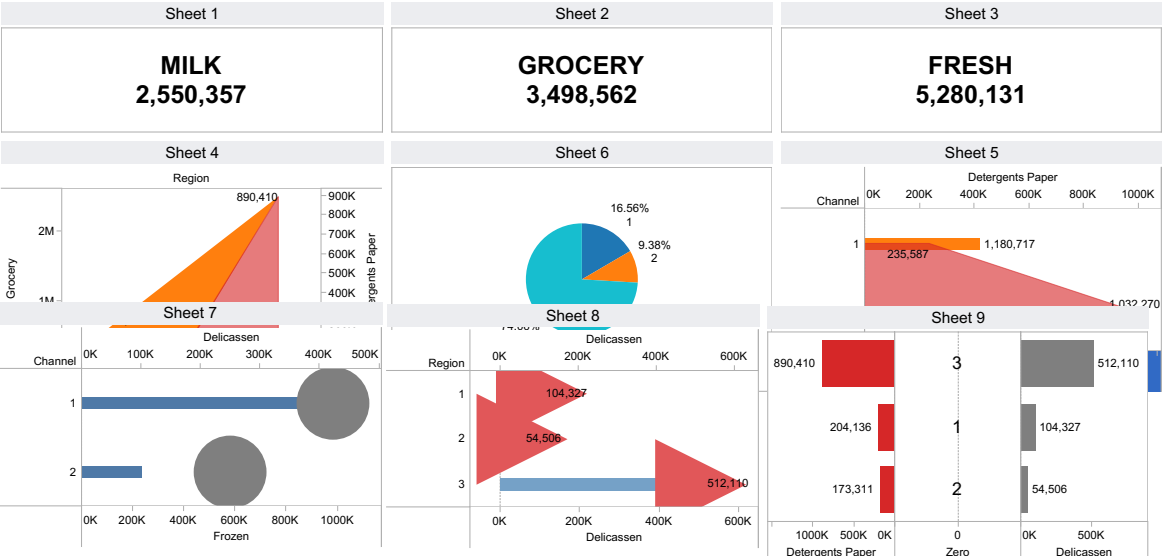 Sheet 1
MILK
2,550,357
Sheet 2
GROCERY
3,498,562
Sheet 3
FRESH
5,280,131
Sheet 4
Region
890,410
2M
1M
Grocery
900K
800K
700K
600K
500K
400K
Sheet 6
16.56%
1
9.38%
2
Sheet 5
Detergents Paper
0K 200K 400K 600K 800K 1000K
Channel
1
1,180,717
235,587
1,032,270
Sheet 7
Delicassen
Channel
0K 100K 200K 300K 400K 500K
1
2
0K 200K 400K 600K 800K 1000K
Frozen
Sheet 8
Delicassen
Region
0K 200K 400K 600K
1
104,327
2
54,506
3
512,110
0K 200K 400K 600K
Delicassen
Sheet 9
890,410 3 512,110
204,136 1 104,327
173,311 2 54,506
1000K 500K 0K 0 0K 500K
Detergents Paper Zero Delicassen